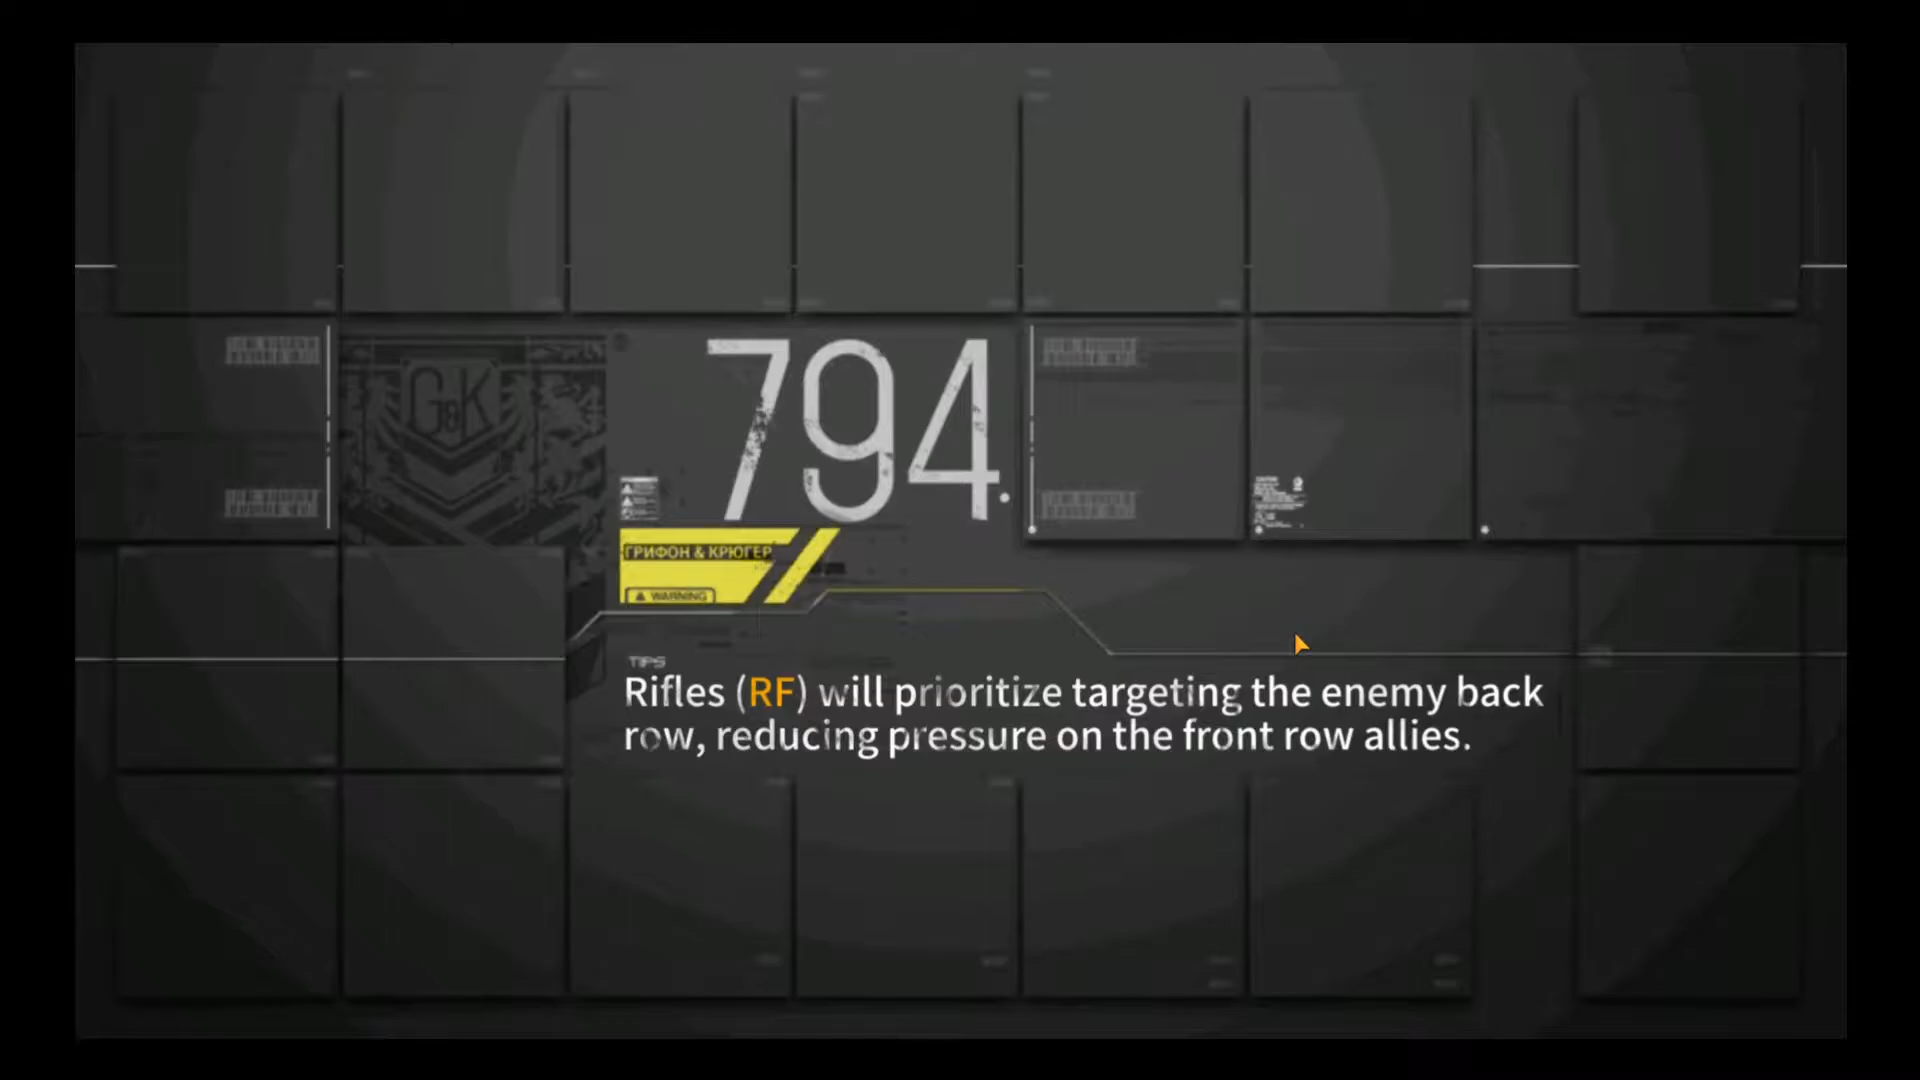 G&K
794.
ГРИФОН & КРЮГЕР
WARNING
TIPS
Rifles (RF) will prioritize targeting the enemy back
row, reducing pressure on the front row allies.